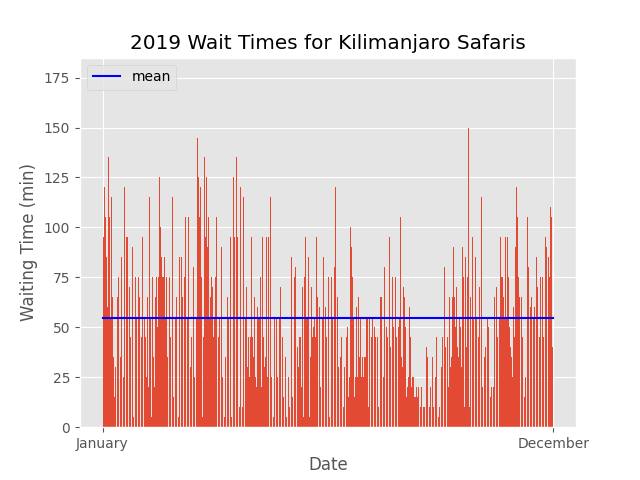 2019 Wait Times for Kilimanjaro Safaris
mean
175
150
125
100
75
50
25
0
Waiting Time (min)
January
December
Date